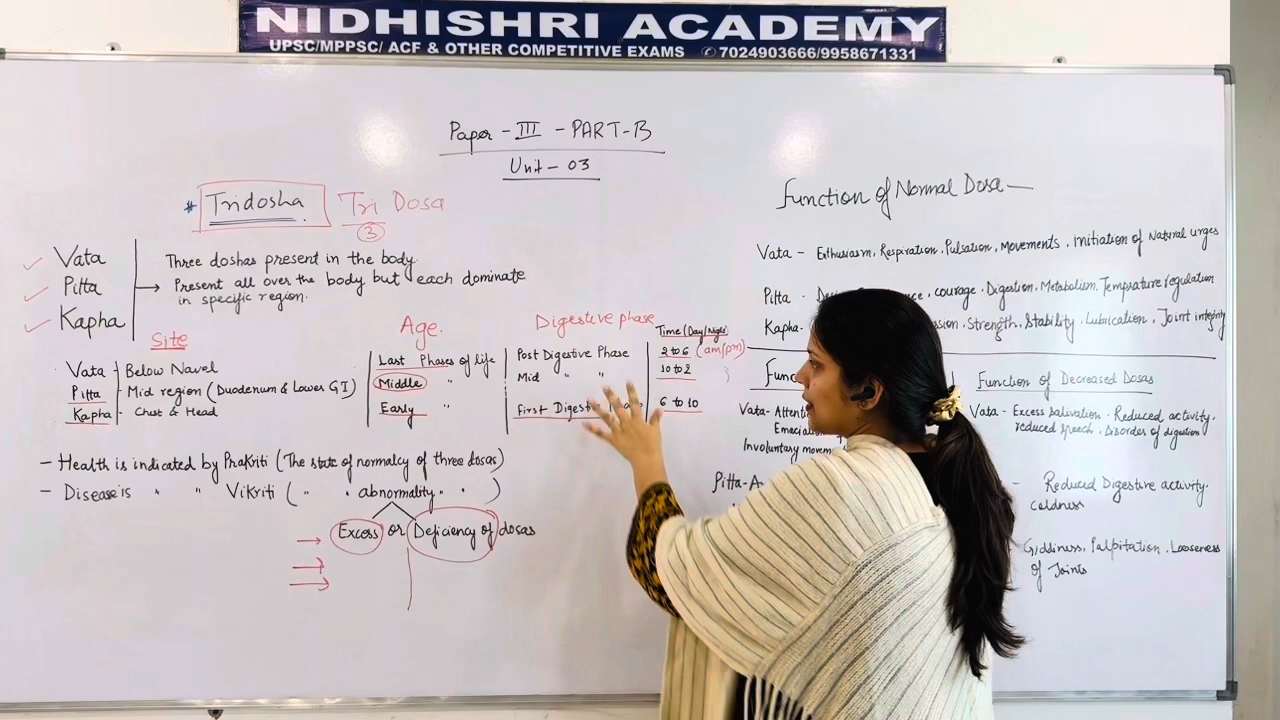 NIDHISHRI ACADEMY
UPSC/MPPSC/ ACF & OTHER COMPETITIVE EXAMS ✆ 7024903666/9958671331
Paper - III - PART-B
Unit - 03
* Tridosha Tri Dosa
3
Vata
Pitta
Kapha
Three doshas present in the body.
→ Present all over the body but each dominate
in specific region.
Site
Vata Below Navel
Pitta - Mid region (Duodenum & Lower GI)
Kapha - Chest & Head
Age.
Last Phases of life
Middle "
Early "
Digestive phase
Post Digestive Phase
Mid " "
First Digest
Time (Day/Night)
2 to 6 (am/pm)
10 to 2
6 to 10
- Health is indicated by Prakriti (The state of normalcy of three dosas)
- Disease is " " Vikriti ( " " abnormality " " )
Excess or Deficiency of dosas
Function of Normal Dosa —
Vata - Enthusiasm, Respiration, Pulsation, Movements, Initiation of Natural urges
Pitta - courage, Digestion, Metabolism, Temprature regulation
Kapha- Strength, Stability, Lubrication, Joint integrity
Function of Decreased Dosas
Vata - Excess salivation, Reduced, activity,
reduced speech, Disorder of digestion
- Reduced Digestive activity,
coldness
Giddiness, Palpitation, Looseness
of Joints
Vata-
Involuntary
Pitta-